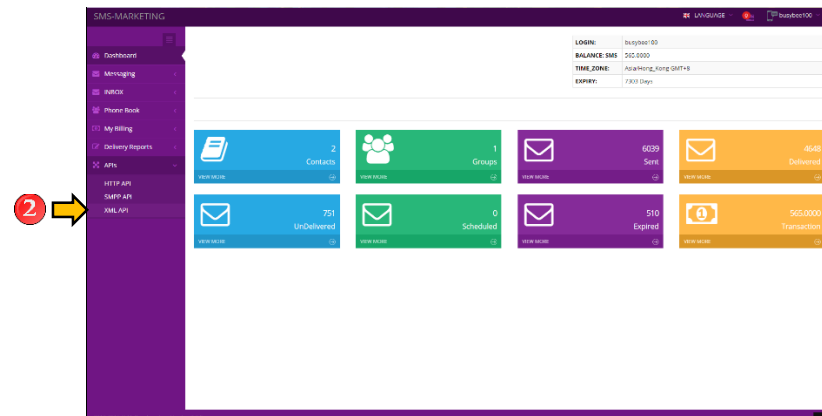 SMS-MARKETING
LANGUAGE
busybee100
LOGIN: busybee100
BALANCE: SMS 565.0000
TIME_ZONE: Asia/Hong_Kong GMT+8
EXPIRY: 7303 Days
Dashboard
Messaging
INBOX
Phone Book
My Billing
Delivery Reports
APIs
HTTP API
SMPP API
XML API
2
2
Contacts
VIEW MORE
1
Groups
VIEW MORE
6039
Sent
VIEW MORE
4648
Delivered
VIEW MORE
751
UnDelivered
VIEW MORE
0
Scheduled
VIEW MORE
510
Expired
VIEW MORE
565.0000
Transaction
VIEW MORE